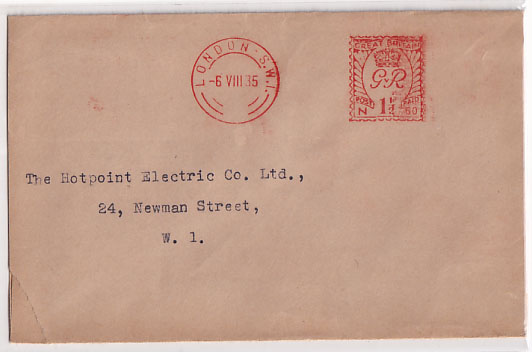 LONDON·S.W.1.
-6 VIII 35
GREAT BRITAIN
G R
POSTAGE PAID
N 1½ 60
The Hotpoint Electric Co. Ltd.,
24, Newman Street,
W. 1.